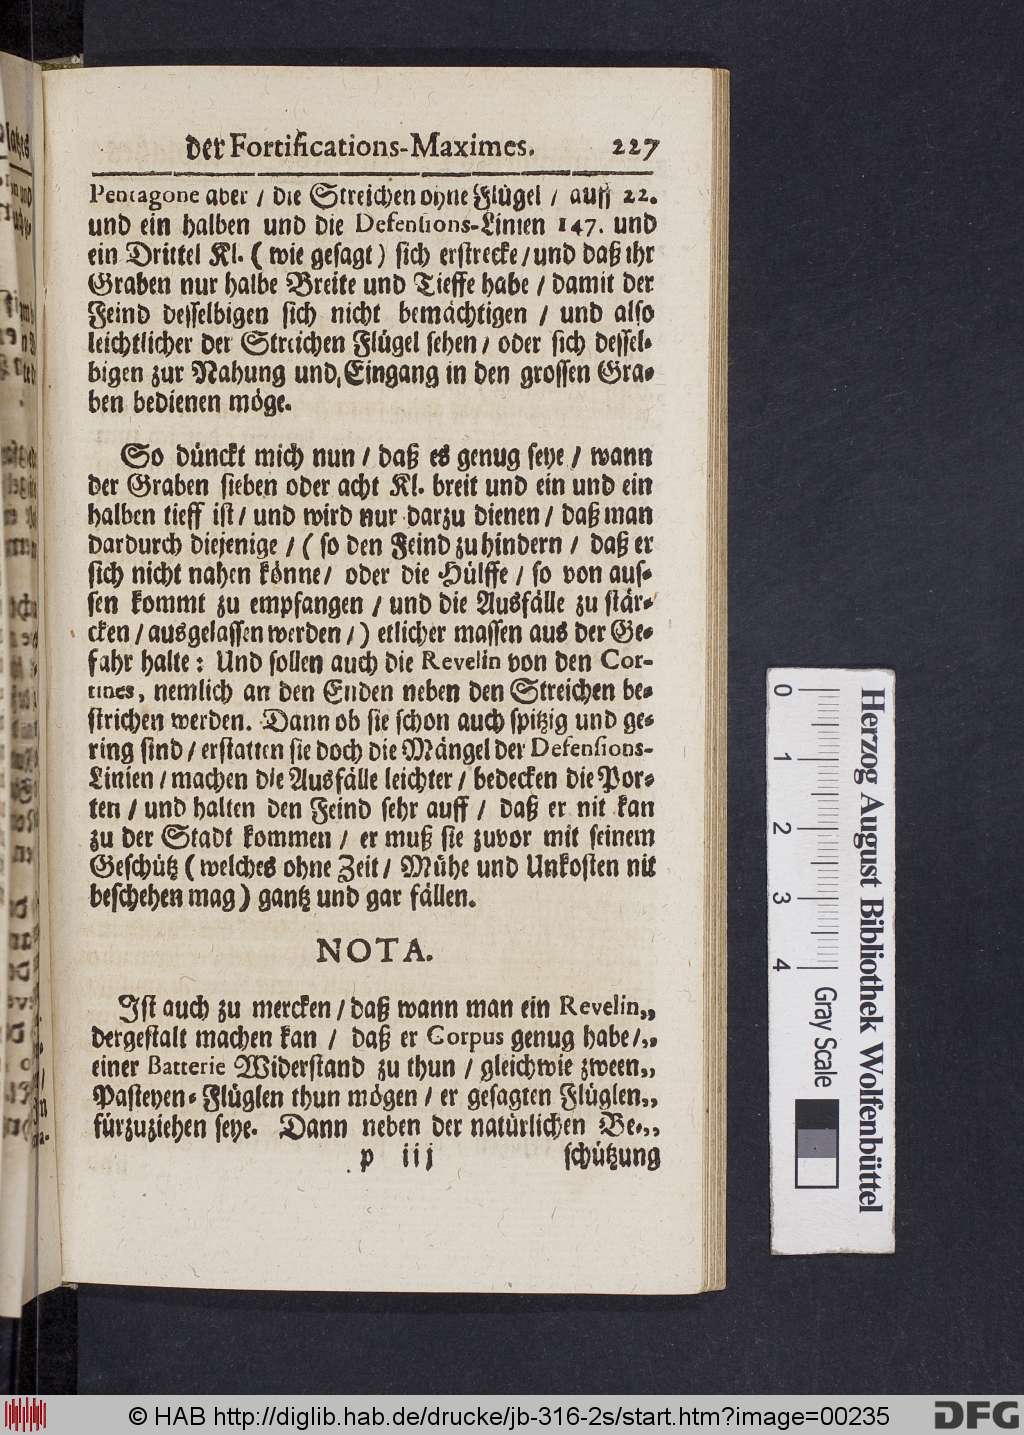 der Fortifications-Maximes. 227
Pentagone aber / die Streichen ohne Flügel / auff 22.
und ein halben und die Defensions-Linien 147. und
ein Drittel Kl. ( wie gesagt ) sich erstrecke / und daß ihr
Graben nur halbe Breite und Tieffe habe / damit der
Feind desselbigen sich nicht bemächtigen / und also
leichtlicher der Streichen Flügel sehen / oder sich dessel-
bigen zur Nahung und Eingang in den grossen Gra-
ben bedienen möge.
So dünckt mich nun / daß es genug seye / wann
der Graben sieben oder acht Kl. breit und ein und ein
halben tieff ist / und wird nur darzu dienen / daß man
dardurch diejenige / ( so den Feind zu hindern / daß er
sich nicht nahen könne / oder die Hülffe / so von aus-
sen kommt zu empfangen / und die Ausfälle zu stär-
cken / ausgelassen werden / ) etlicher massen aus der Ge-
fahr halte : Und sollen auch die Revelin von den Cor-
tines, nemlich an den Enden neben den Streichen be-
strichen werden. Dann ob sie schon auch spitzig und ge-
ring sind / erstatten sie doch die Mängel der Defensions-
Linien / machen die Ausfälle leichter / bedecken die Por-
ten / und halten den Feind sehr auff / daß er nit kan
zu der Stadt kommen / er muß sie zuvor mit seinem
Geschütz ( welches ohne Zeit / Mühe und Unkosten nit
beschehen mag ) gantz und gar fällen.
NOTA.
Ist auch zu mercken / daß wann man ein Revelin„
dergestalt machen kan / daß er Corpus genug habe /„
einer Batterie Widerstand zu thun / gleichwie zween„
Pasteyen-Flüglen thun mögen / er gesagten Flüglen„
fürzuziehen seye. Dann neben der natürlichen Be-„
p iij schützung
0 1 2 3 4
Gray Scale
Herzog August Bibliothek Wolfenbüttel
© HAB http://diglib.hab.de/drucke/jb-316-2s/start.htm?image=00235
DFG